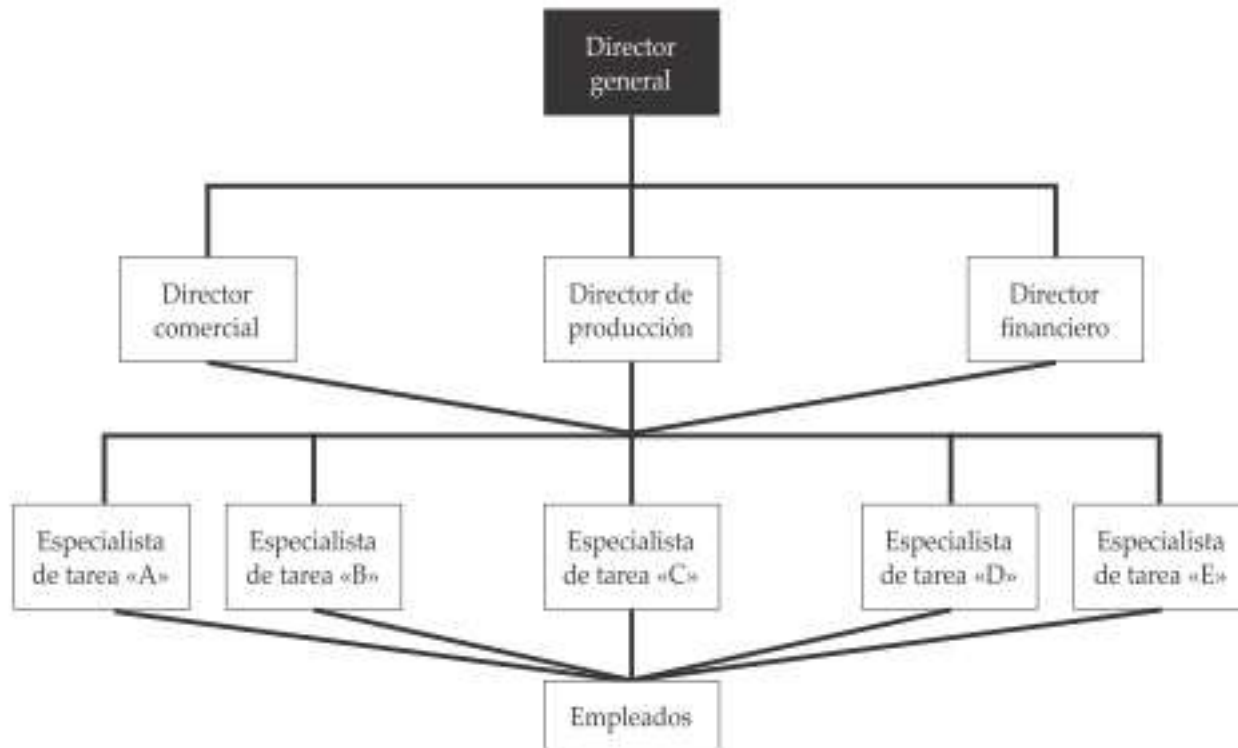 Director
general
Director
comercial
Director de
producción
Director
financiero
Especialista
de tarea «A»
Especialista
de tarea «B»
Especialista
de tarea «C»
Especialista
de tarea «D»
Especialista
de tarea «E»
Empleados